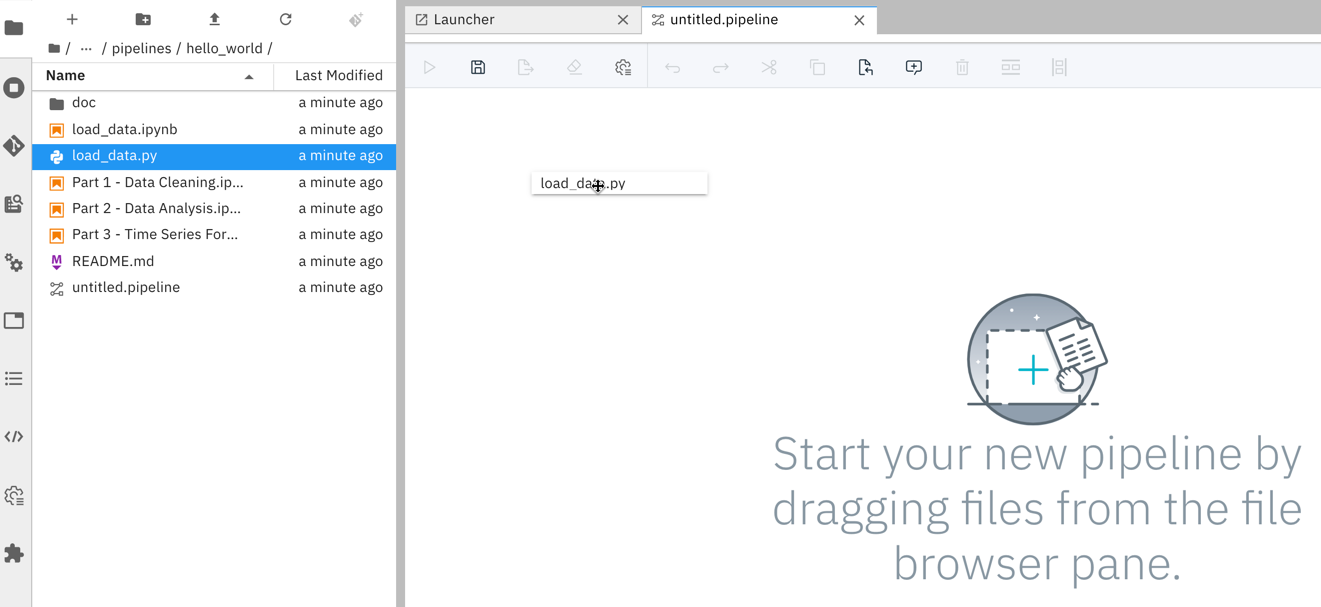 / ··· / pipelines / hello_world /
Name Last Modified
doc a minute ago
load_data.ipynb a minute ago
load_data.py a minute ago
Part 1 - Data Cleaning.ip... a minute ago
Part 2 - Data Analysis.ip... a minute ago
Part 3 - Time Series For... a minute ago
README.md a minute ago
untitled.pipeline a minute ago
Launcher
untitled.pipeline
load_data.py
Start your new pipeline by
dragging files from the file
browser pane.